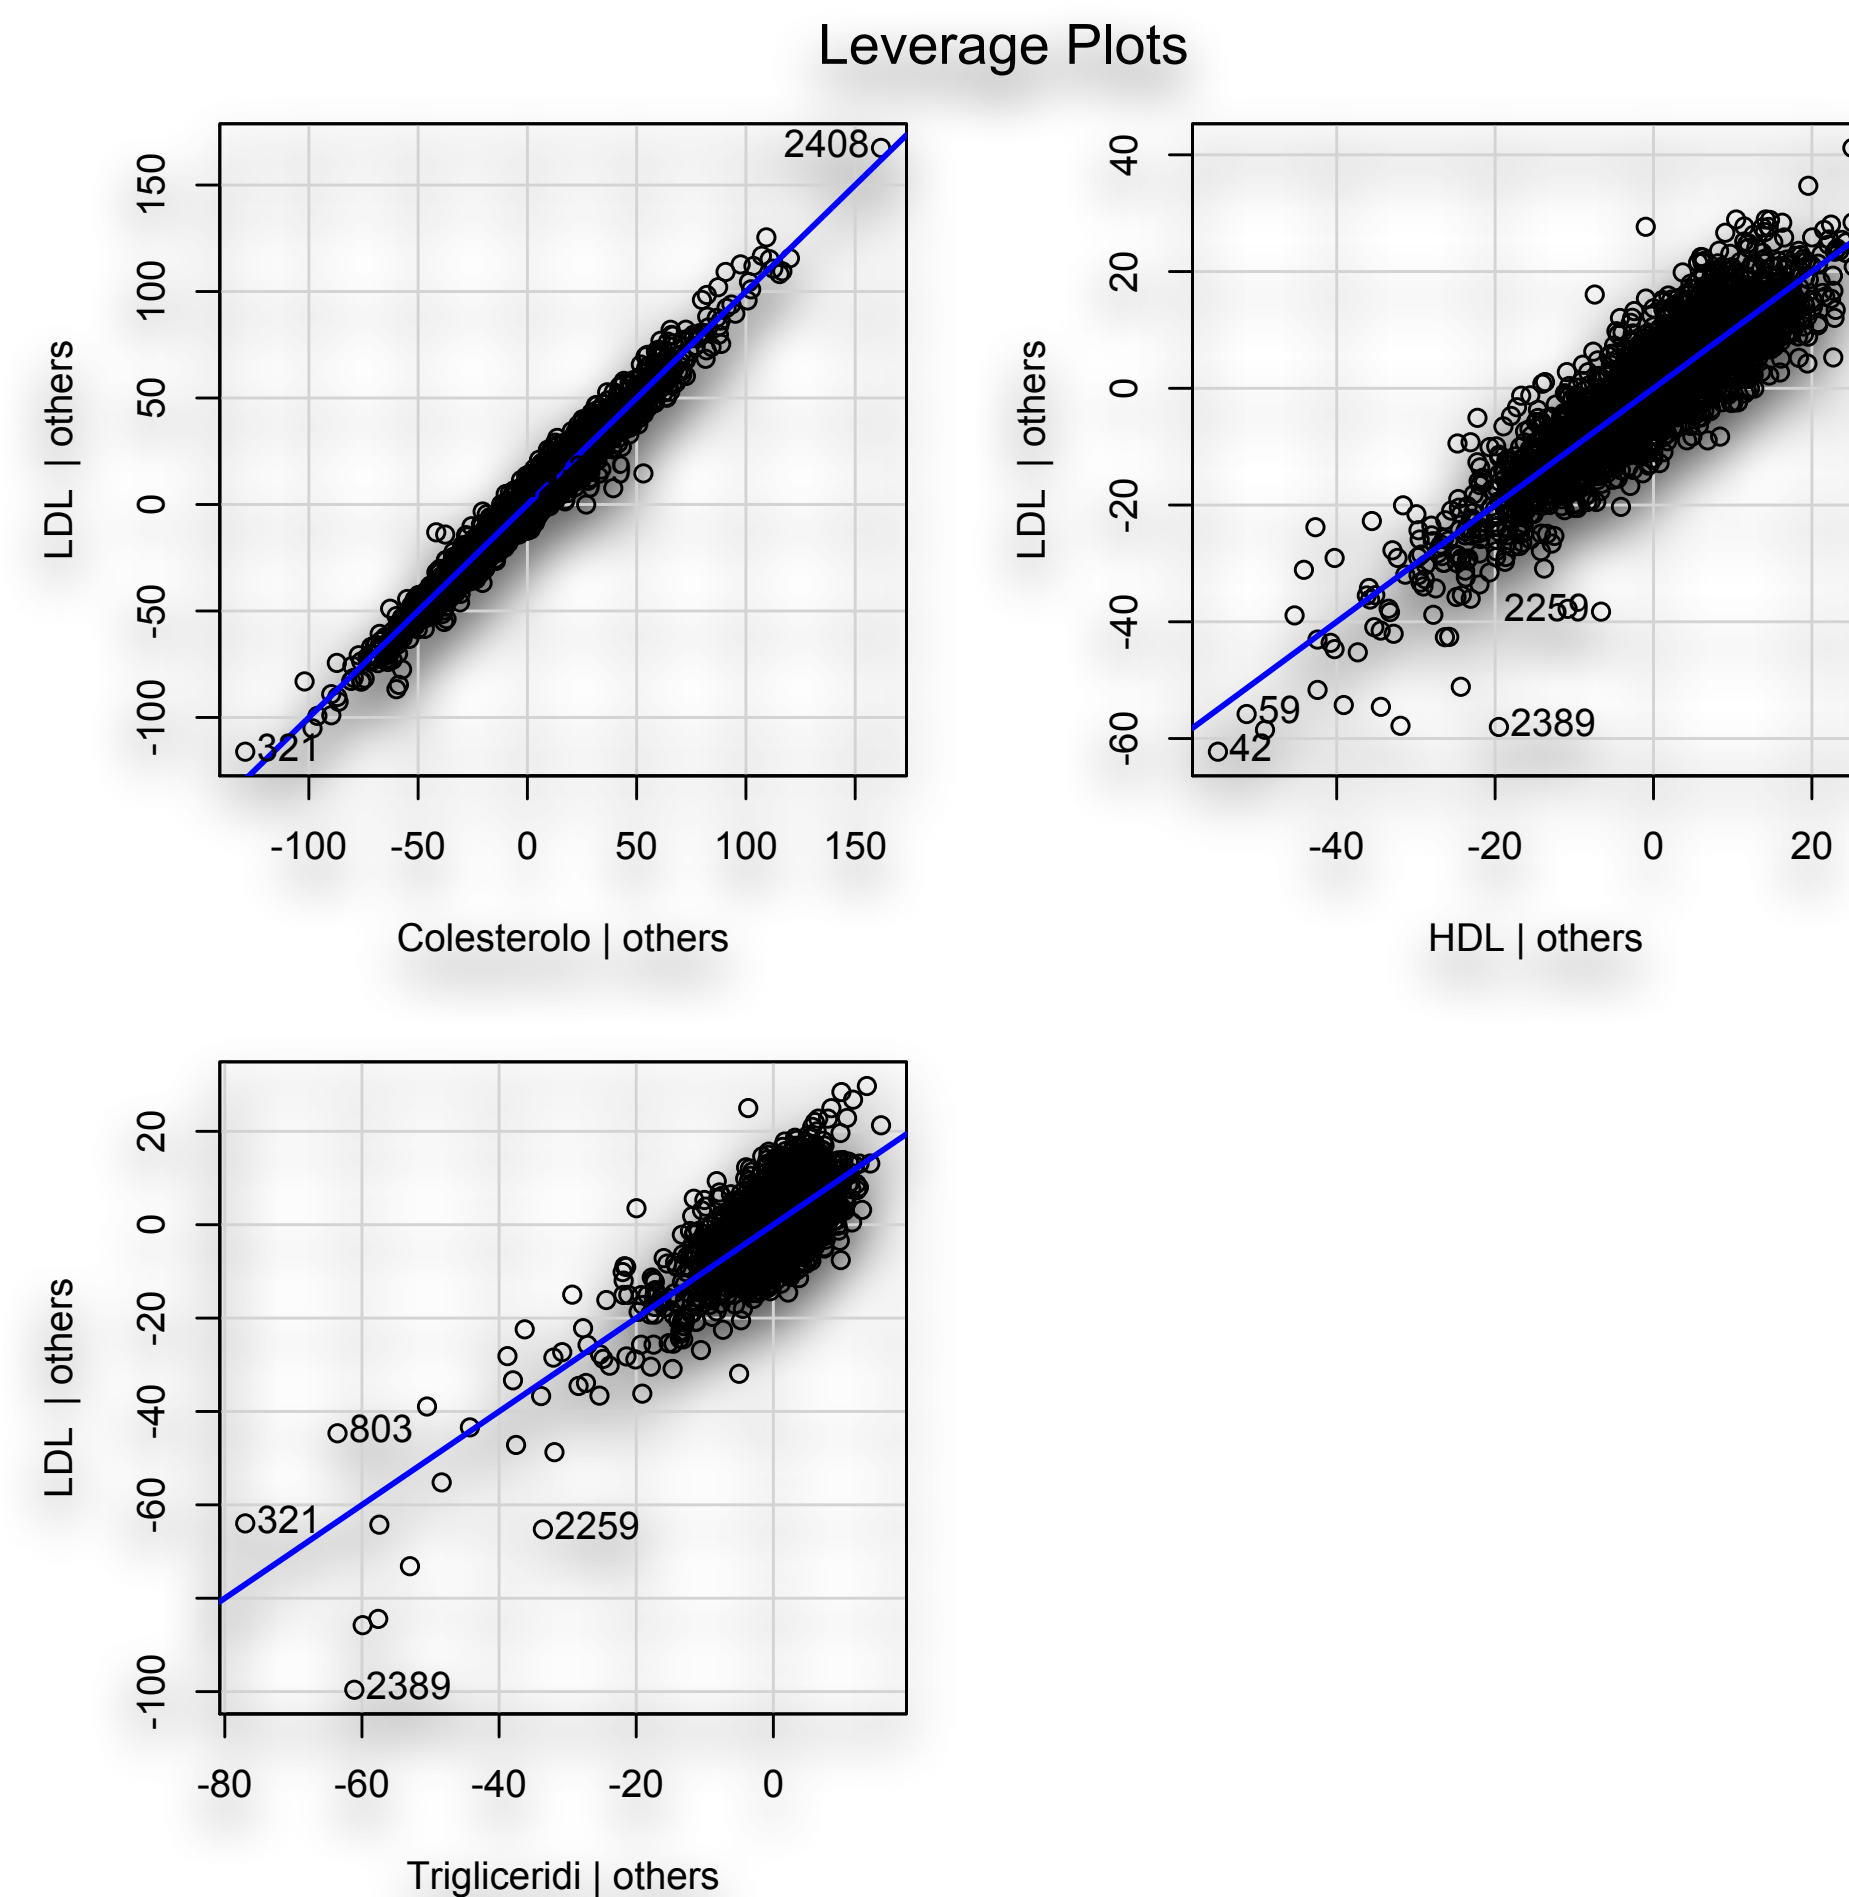 Leverage Plots
2408
321
150
100
50
0
-50
-100
LDL | others
-100 -50 0 50 100 150
Colesterolo | others
2259
59
2389
42
40
20
0
-20
-40
-60
LDL | others
-40 -20 0 20
HDL | others
803
321
2259
2389
20
0
-20
-40
-60
-100
LDL | others
-80 -60 -40 -20 0
Trigliceridi | others